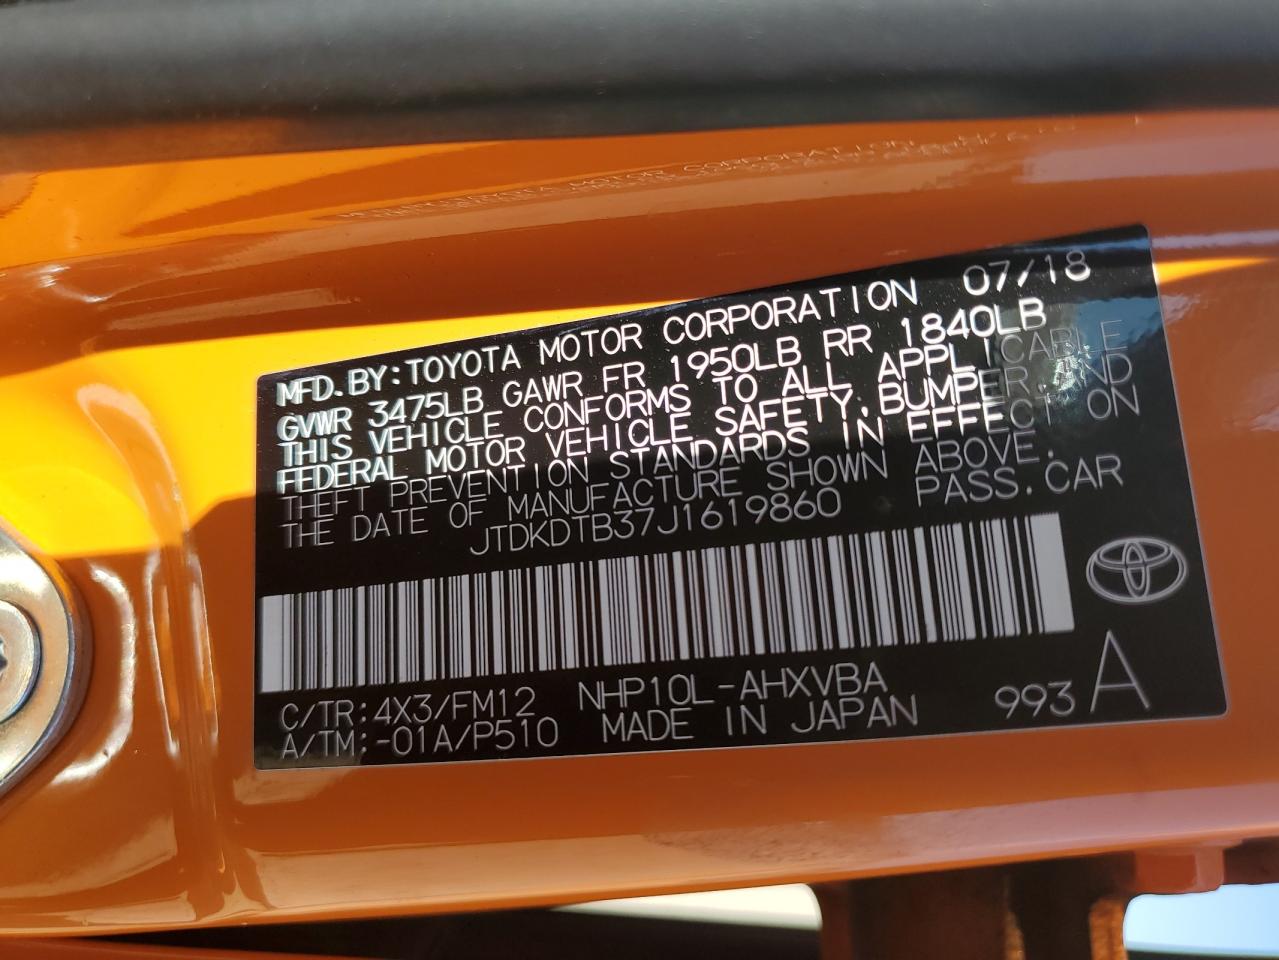 MFD.BY:TOYOTA MOTOR CORPORATION 07/18
GVWR 3475LB GAWR FR 1950LB RR 1840LB
THIS VEHICLE CONFORMS TO ALL APPLICABLE
FEDERAL MOTOR VEHICLE SAFETY,BUMPER,AND
THEFT PREVENTION STANDARDS IN EFFECT ON
THE DATE OF MANUFACTURE SHOWN ABOVE.
JTDKDTB37J1619860 PASS.CAR
C/TR:4X3/FM12 NHP10L-AHXVBA 993 A
A/TM:-01A/P510 MADE IN JAPAN